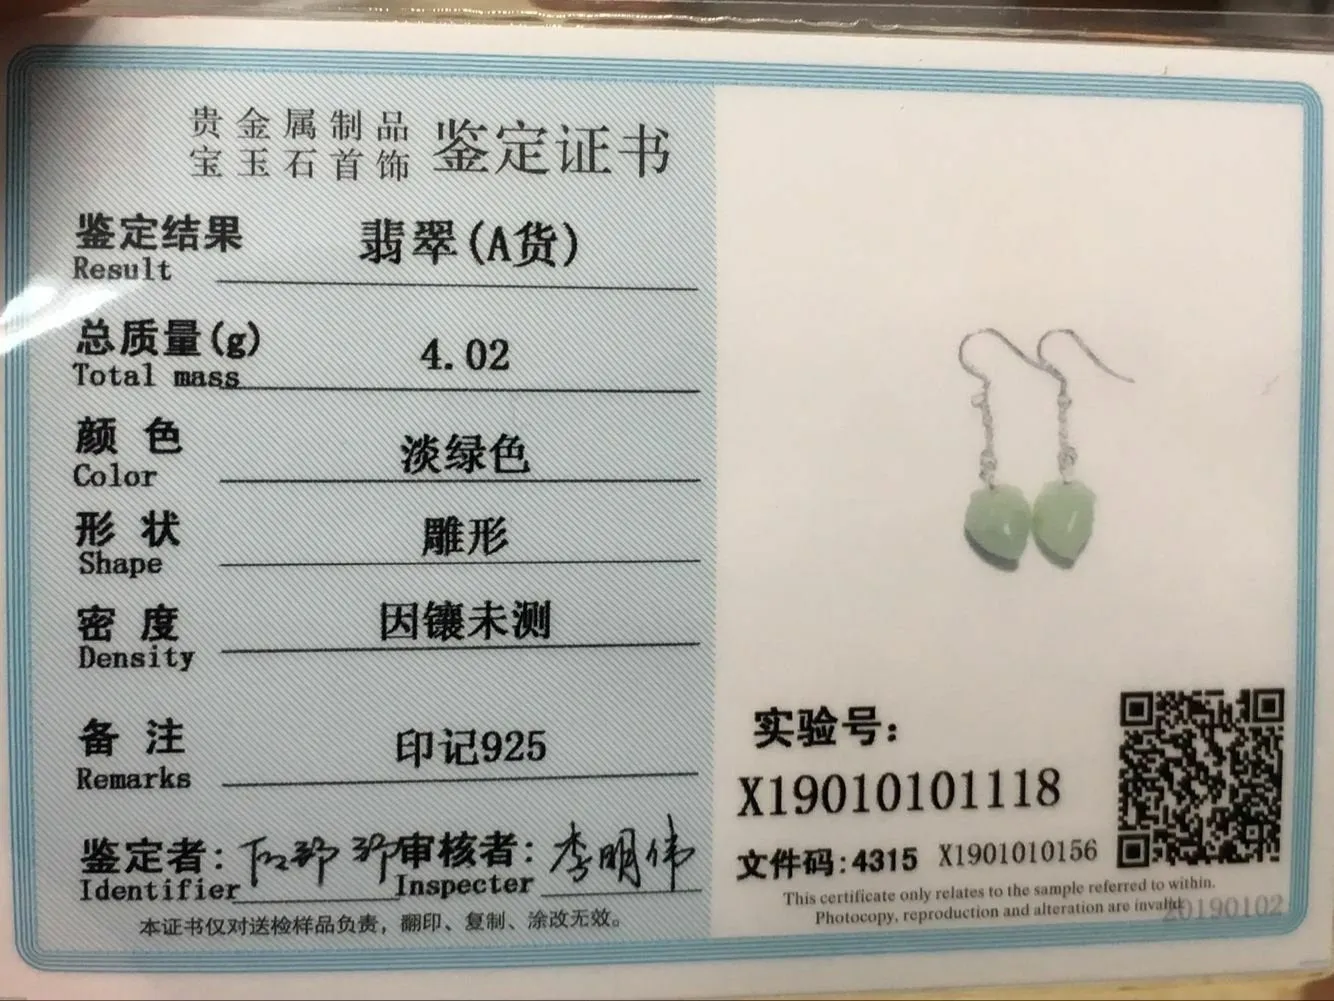 贵金属制品
宝玉石首饰
鉴定证书
鉴定结果 翡翠(A货)
Result
总质量(g) 4.02
Total mass
颜色 淡绿色
Color
形状 雕形
Shape
密度 因镶未测
Density
备注 印记925
Remarks
鉴定者: 审核者: 李明伟
Identifier Inspecter
本证书仅对送检样品负责，翻印、复制、涂改无效。
实验号:
X19010101118
文件码:4315 X1901010156
This certificate only relates to the sample referred to within.
Photocopy, reproduction and alteration are invalid
20190102